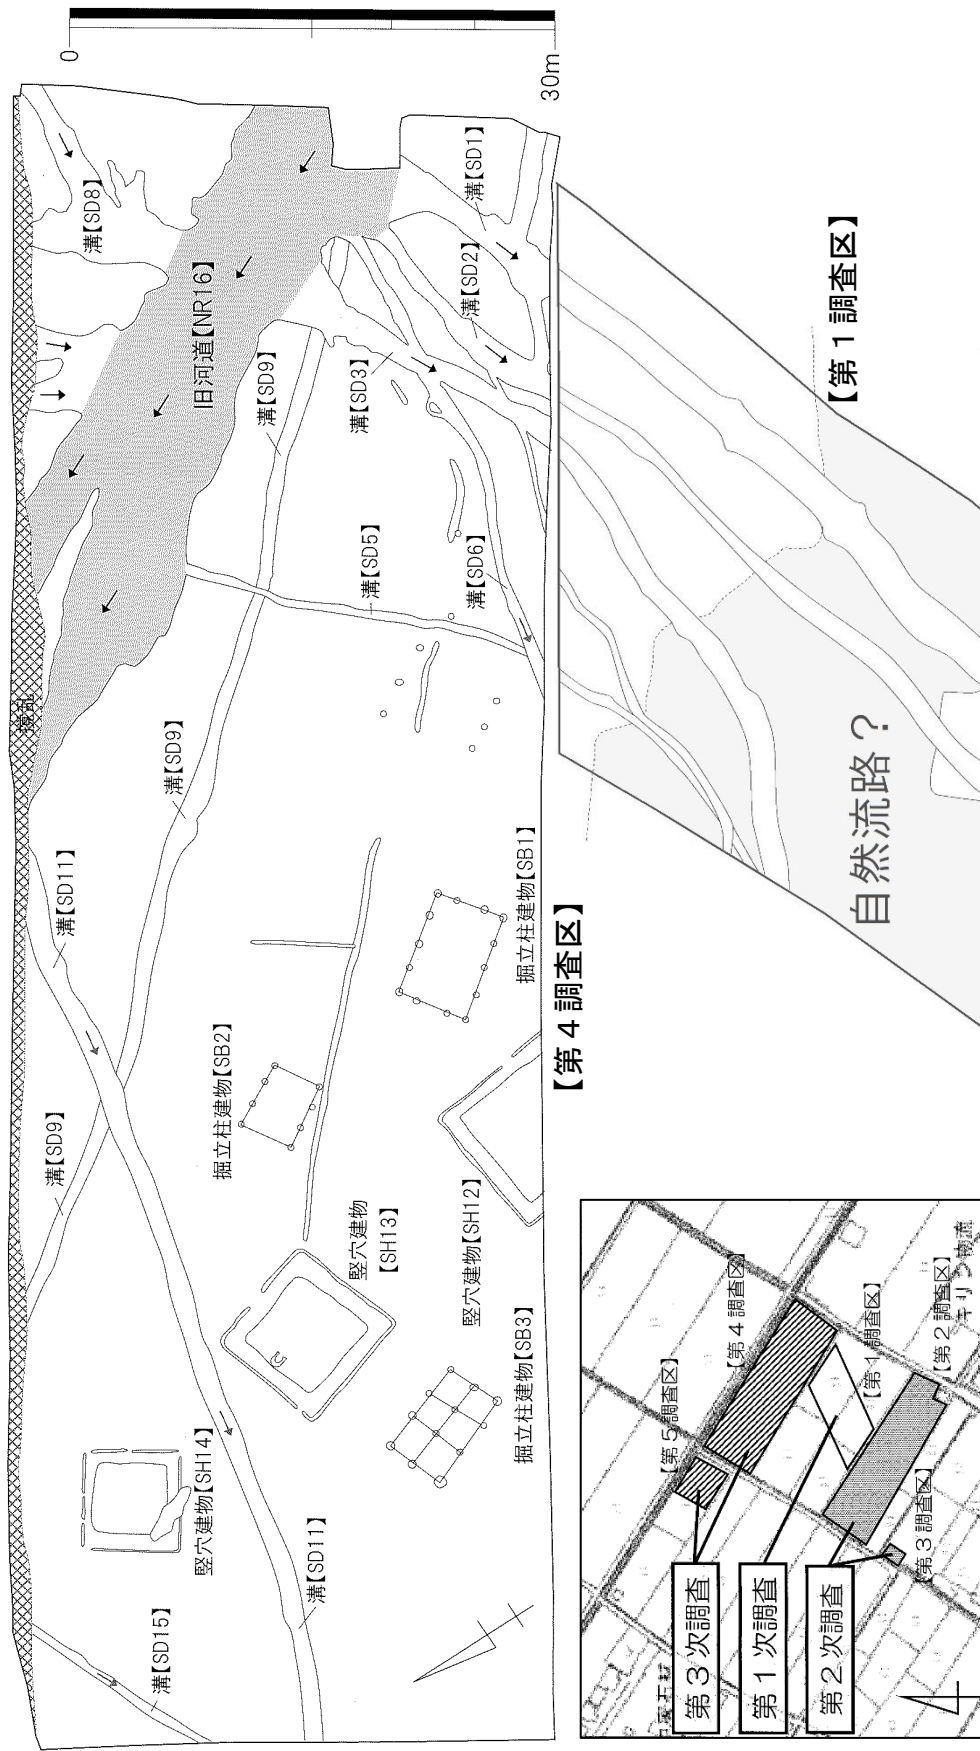 0
30m
溝【SD8】
旧河道【NR16】
溝【SD9】
溝【SD3】
溝【SD2】
溝【SD1】
溝【SD5】
溝【SD6】
攪乱
溝【SD9】
溝【SD11】
溝【SD9】
掘立柱建物【SB2】
掘立柱建物【SB1】
竪穴建物
【SH13】
竪穴建物【SH12】
掘立柱建物【SB3】
竪穴建物【SH14】
溝【SD11】
溝【SD15】
【第４調査区】
【第１調査区】
自然流路？
【第５調査区】
【第４調査区】
【第１調査区】
【第２調査区】
【第３調査区】
第３次調査
第１次調査
第２次調査